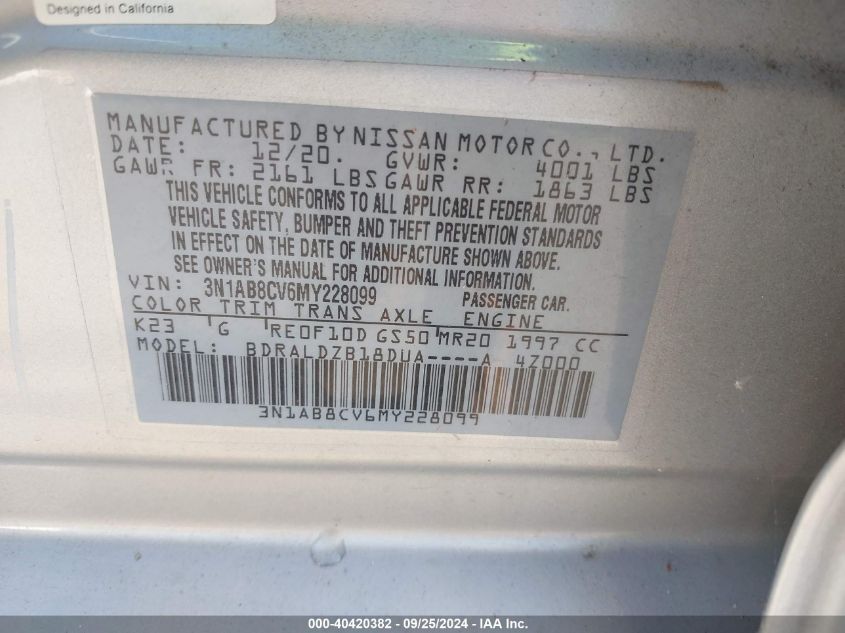 Designed in California
MANUFACTURED BY NISSAN MOTOR CO., LTD.
DATE: 12/20. GVWR: 4001 LBS
GAWR FR: 2161 LBS GAWR RR: 1863 LBS
THIS VEHICLE CONFORMS TO ALL APPLICABLE FEDERAL MOTOR
VEHICLE SAFETY, BUMPER AND THEFT PREVENTION STANDARDS
IN EFFECT ON THE DATE OF MANUFACTURE SHOWN ABOVE.
SEE OWNER'S MANUAL FOR ADDITIONAL INFORMATION.
VIN: 3N1AB8CV6MY228099 PASSENGER CAR.
COLOR TRIM TRANS AXLE ENGINE
K23 G RE0F10D GS50 MR20 1997 CC
MODEL: BDRALDZB18DUA----A 4Z000
3N1AB8CV6MY228099
000-40420382 - 09/25/2024 - IAA, Inc.